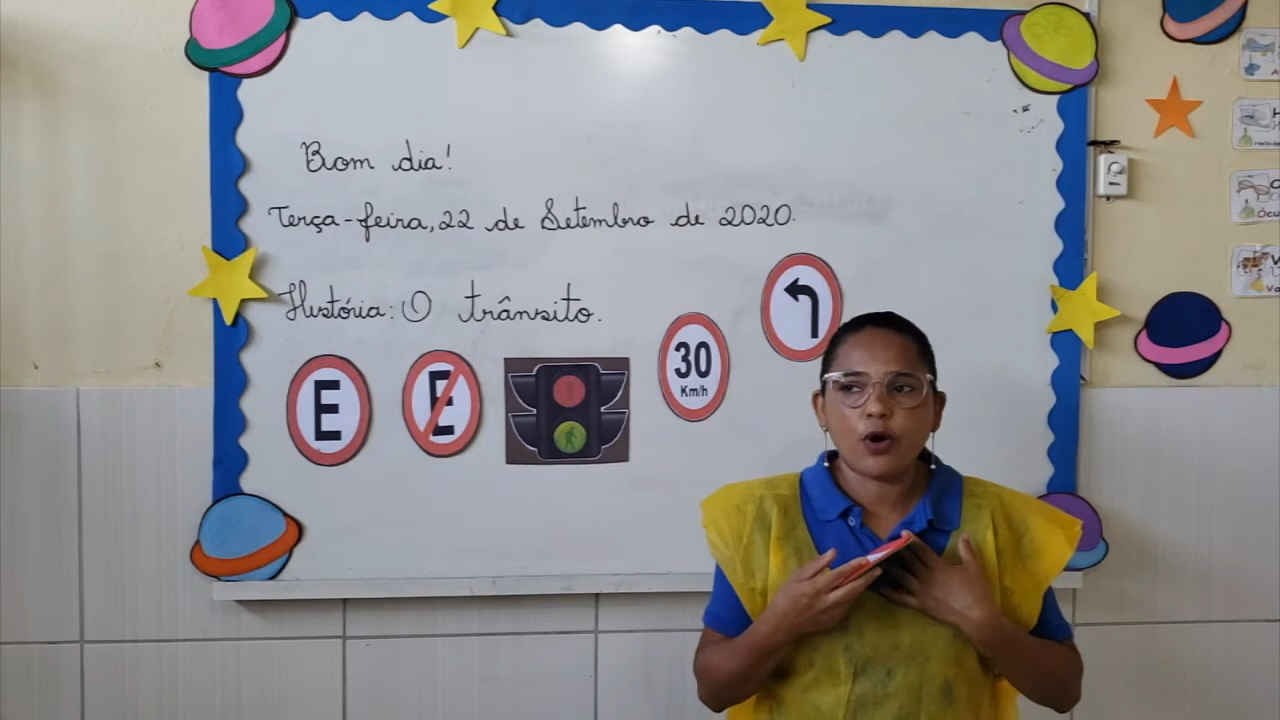 Bom dia!
Terça-feira, 22 de Setembro de 2020.
História: O trânsito.
E
E
30
Km/h